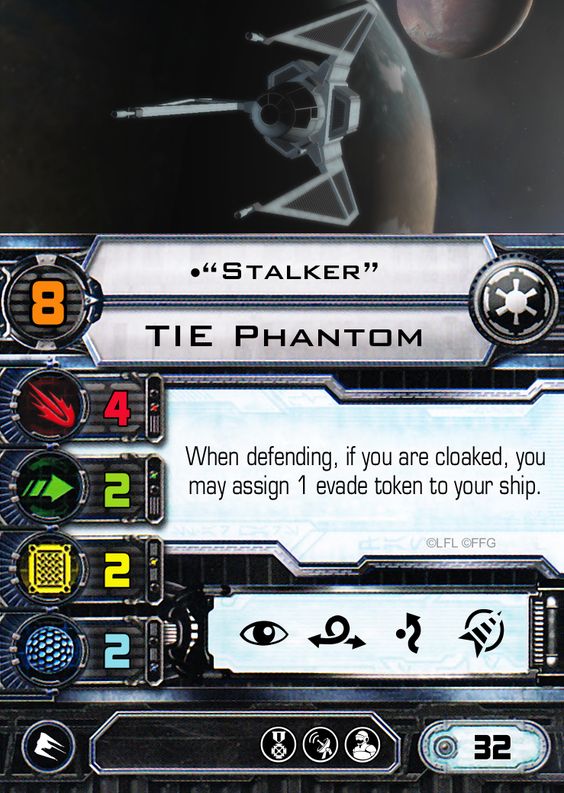 •“Stalker”
8
TIE Phantom
4
When defending, if you are cloaked, you
may assign 1 evade token to your ship.
2
©LFL ©FFG
2
2
32